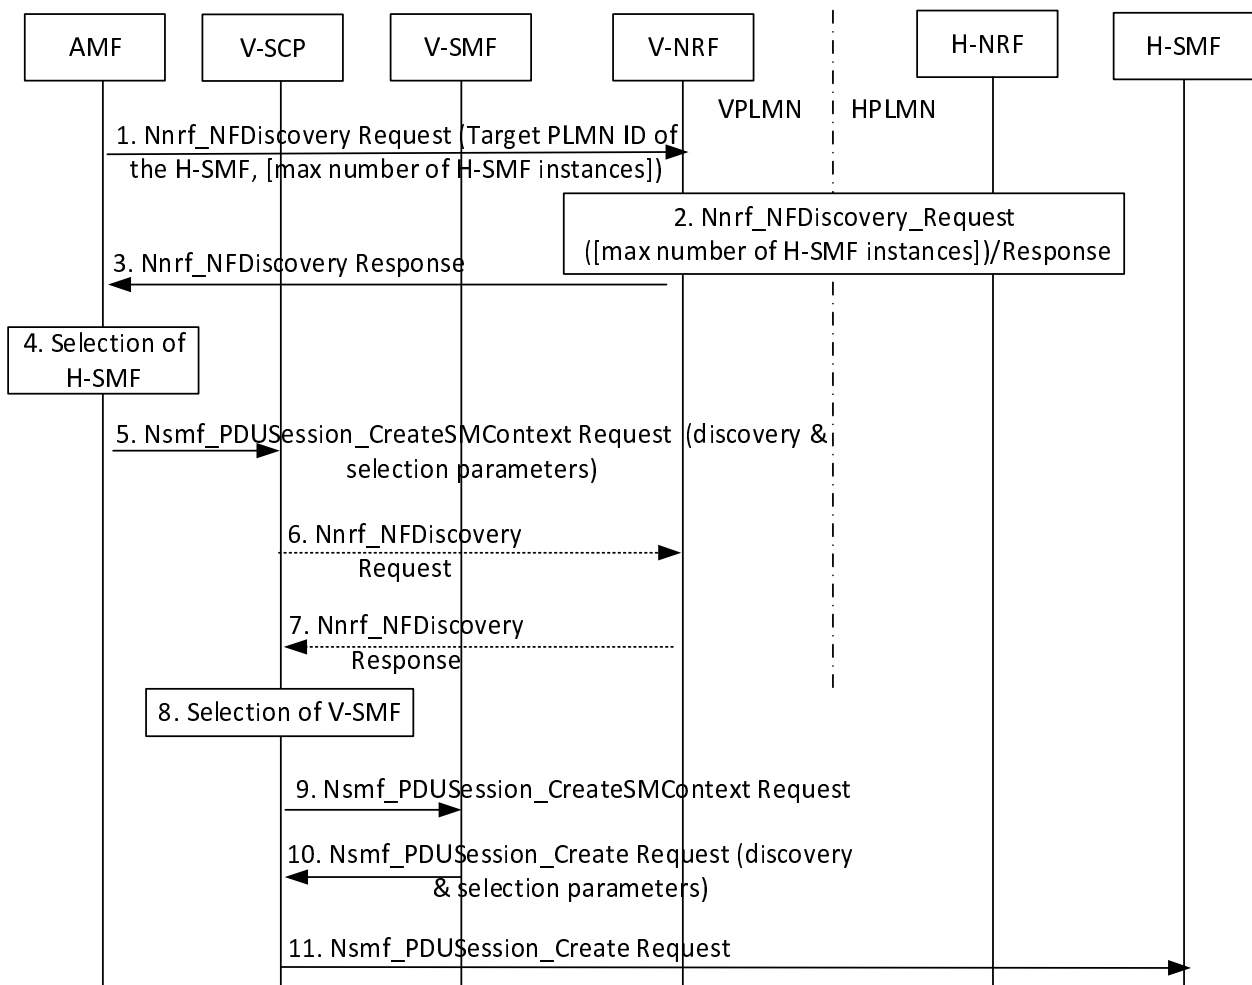 AMF
V-SCP
V-SMF
V-NRF
H-NRF
H-SMF
VPLMN
HPLMN
1. Nnrf_NFDiscovery Request (Target PLMN ID of
the H-SMF, [max number of H-SMF instances])
2. Nnrf_NFDiscovery_Request
([max number of H-SMF instances])/Response
3. Nnrf_NFDiscovery Response
4. Selection of
H-SMF
5. Nsmf_PDUSession_CreateSMContext Request (discovery &
selection parameters)
6. Nnrf_NFDiscovery
Request
7. Nnrf_NFDiscovery
Response
8. Selection of V-SMF
9. Nsmf_PDUSession_CreateSMContext Request
10. Nsmf_PDUSession_Create Request (discovery
& selection parameters)
11. Nsmf_PDUSession_Create Request